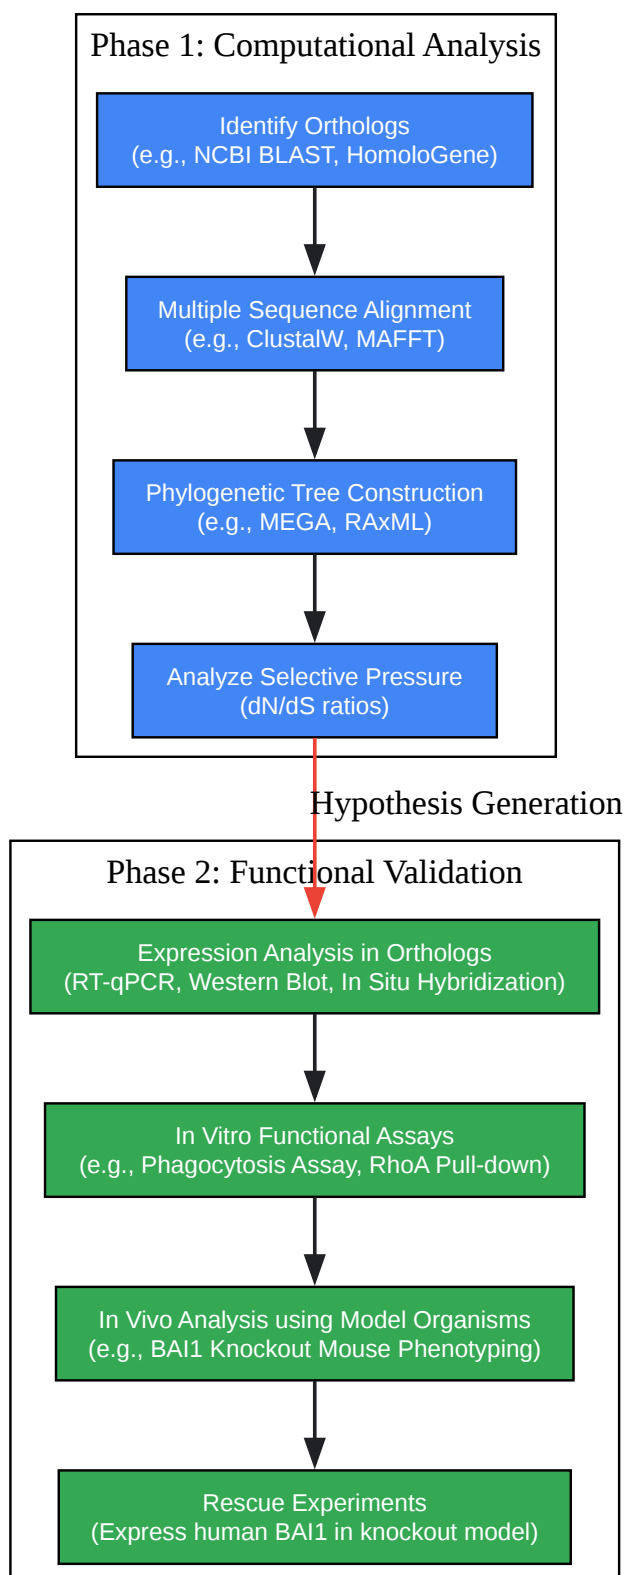 Phase 1: Computational Analysis
Identify Orthologs
(e.g., NCBI BLAST, HomoloGene)
Multiple Sequence Alignment
(e.g., ClustalW, MAFFT)
Phylogenetic Tree Construction
(e.g., MEGA, RAxML)
Analyze Selective Pressure
(dN/dS ratios)
Hypothesis Generation
Phase 2: Functional Validation
Expression Analysis in Orthologs
(RT-qPCR, Western Blot, In Situ Hybridization)
In Vitro Functional Assays
(e.g., Phagocytosis Assay, RhoA Pull-down)
In Vivo Analysis using Model Organisms
(e.g., BAI1 Knockout Mouse Phenotyping)
Rescue Experiments
(Express human BAI1 in knockout model)